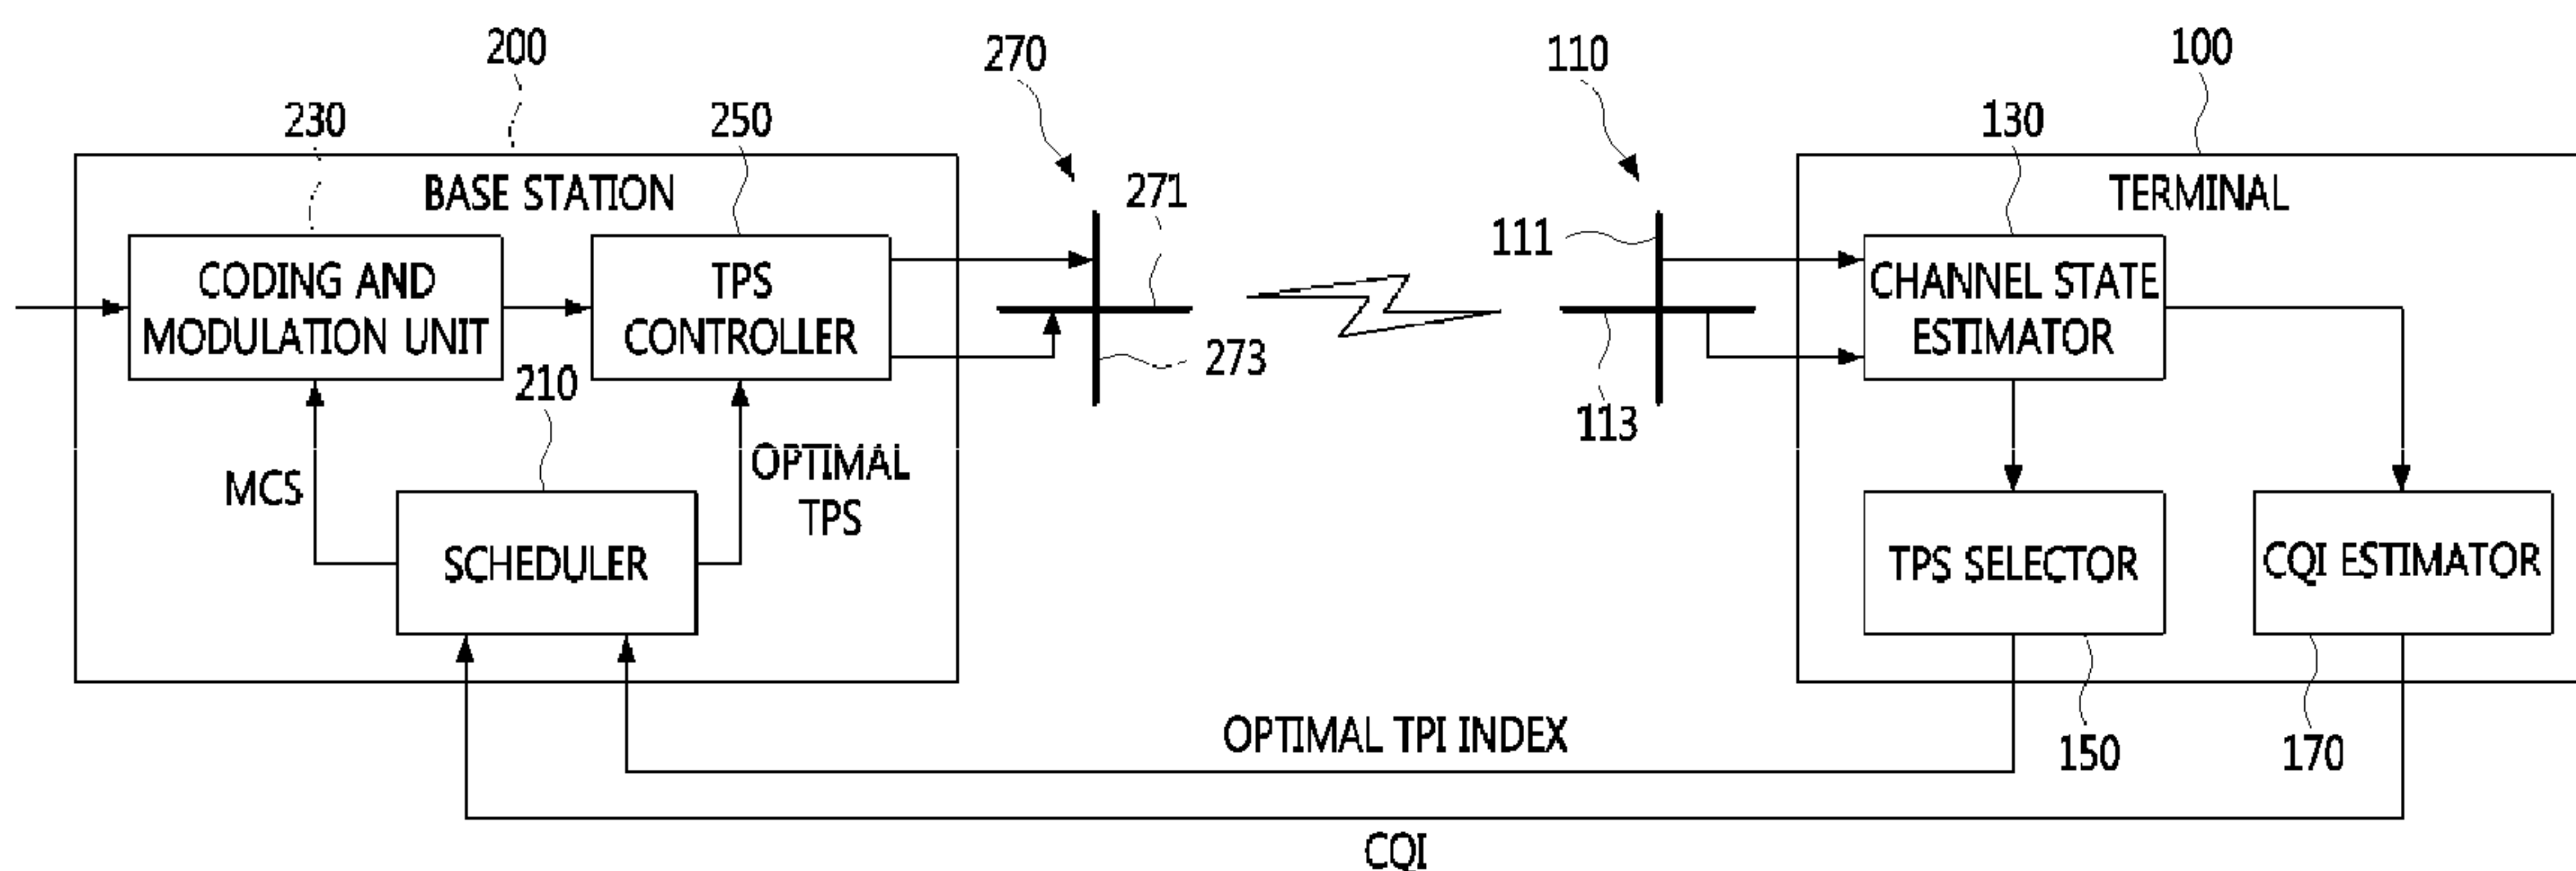 200
270
110
100
230
250
130
BASE STATION
271
TERMINAL
111
CODING AND
MODULATION UNIT
TPS
CONTROLLER
CHANNEL STATE
ESTIMATOR
273
210
113
MCS
OPTIMAL
TPS
SCHEDULER
TPS SELECTOR
CQI ESTIMATOR
OPTIMAL TPI INDEX
150
170
CQI